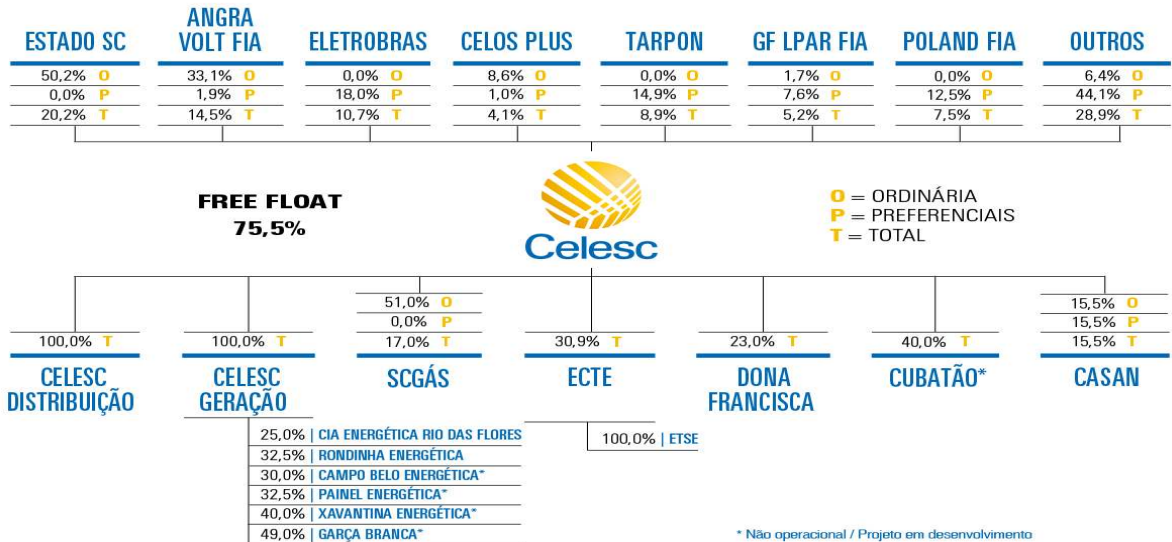 ESTADO SC
50,2% O
0,0% P
20,2% T
ANGRA
VOLT FIA
33,1% O
1,9% P
14,5% T
ELETROBRAS
0,0% O
18,0% P
10,7% T
CELOS PLUS
8,6% O
1,0% P
4,1% T
TARPON
0,0% O
14,9% P
8,9% T
GF LPAR FIA
1,7% O
7,6% P
5,2% T
POLAND FIA
0,0% O
12,5% P
7,5% T
OUTROS
6,4% O
44,1% P
28,9% T
FREE FLOAT
75,5%
Celesc
O = ORDINÁRIA
P = PREFERENCIAIS
T = TOTAL
100,0% T
CELESC
DISTRIBUIÇÃO
100,0% T
CELESC
GERAÇÃO
25,0% | CIA ENERGÉTICA RIO DAS FLORES
32,5% | RONDINHA ENERGÉTICA
30,0% | CAMPO BELO ENERGÉTICA*
32,5% | PAINEL ENERGÉTICA*
40,0% | XAVANTINA ENERGÉTICA*
49,0% | GARÇA BRANCA*
51,0% O
0,0% P
17,0% T
SCGÁS
30,9% T
ECTE
100,0% | ETSE
23,0% T
DONA
FRANCISCA
40,0% T
CUBATÃO*
15,5% O
15,5% P
15,5% T
CASAN
* Não operacional / Projeto em desenvolvimento